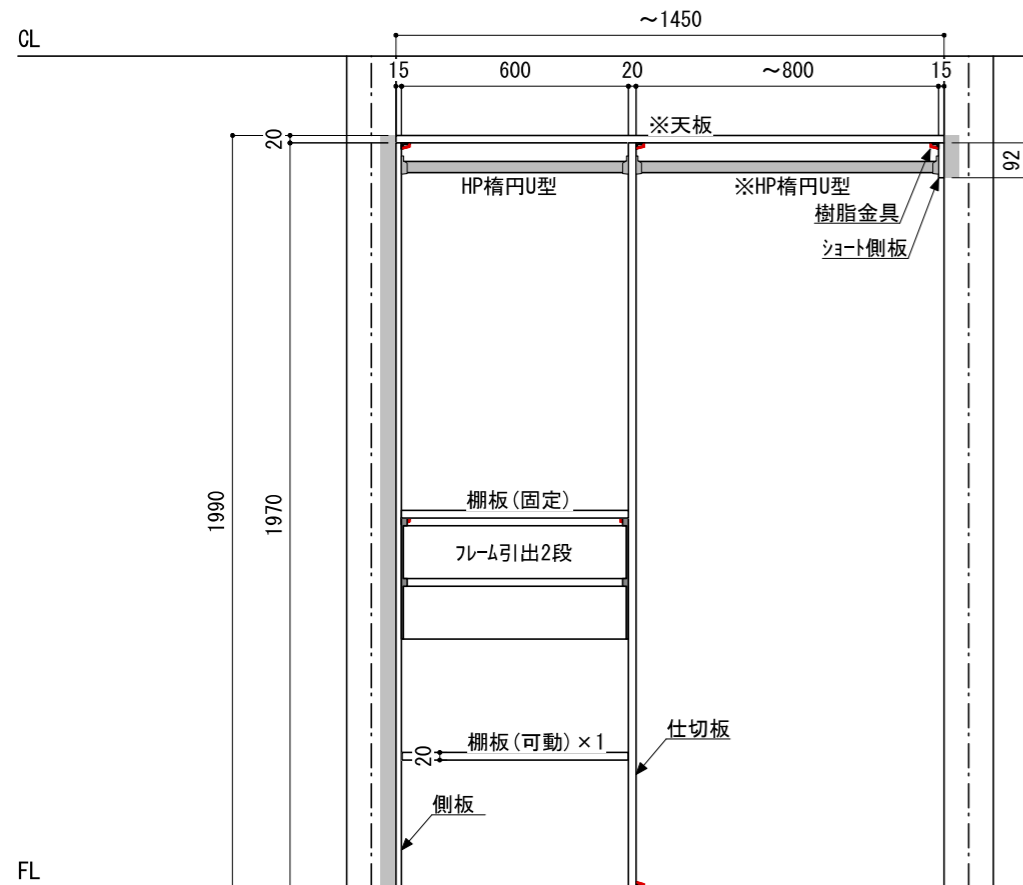 ~1450
CL
15 600 20 ~800 15
※天板
20
92
HP楕円U型
※HP楕円U型
樹脂金具
ショート側板
1990
1970
棚板(固定)
フレーム引出2段
棚板(可動)×1
20
仕切板
側板
FL